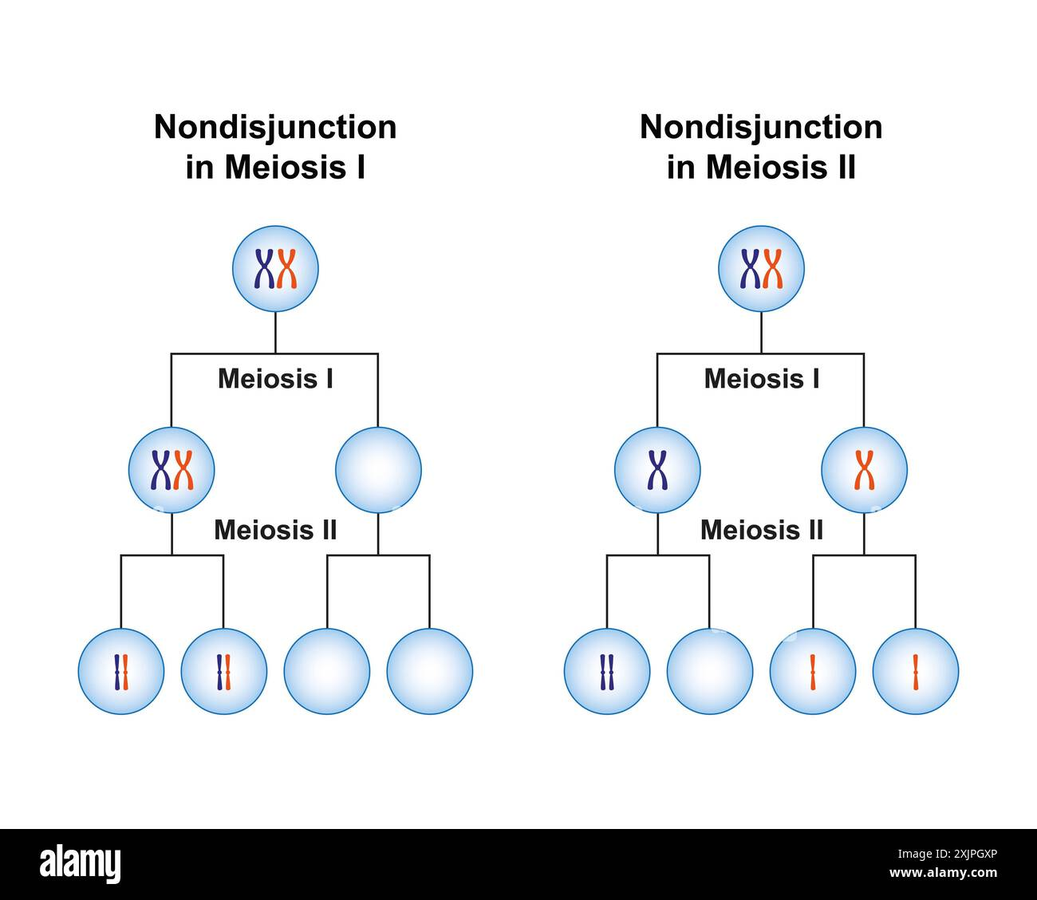 Nondisjunction
in Meiosis I
Nondisjunction
in Meiosis II
Meiosis I
Meiosis I
Meiosis II
Meiosis II
alamy
Image ID: 2XJPGXP
www.alamy.com